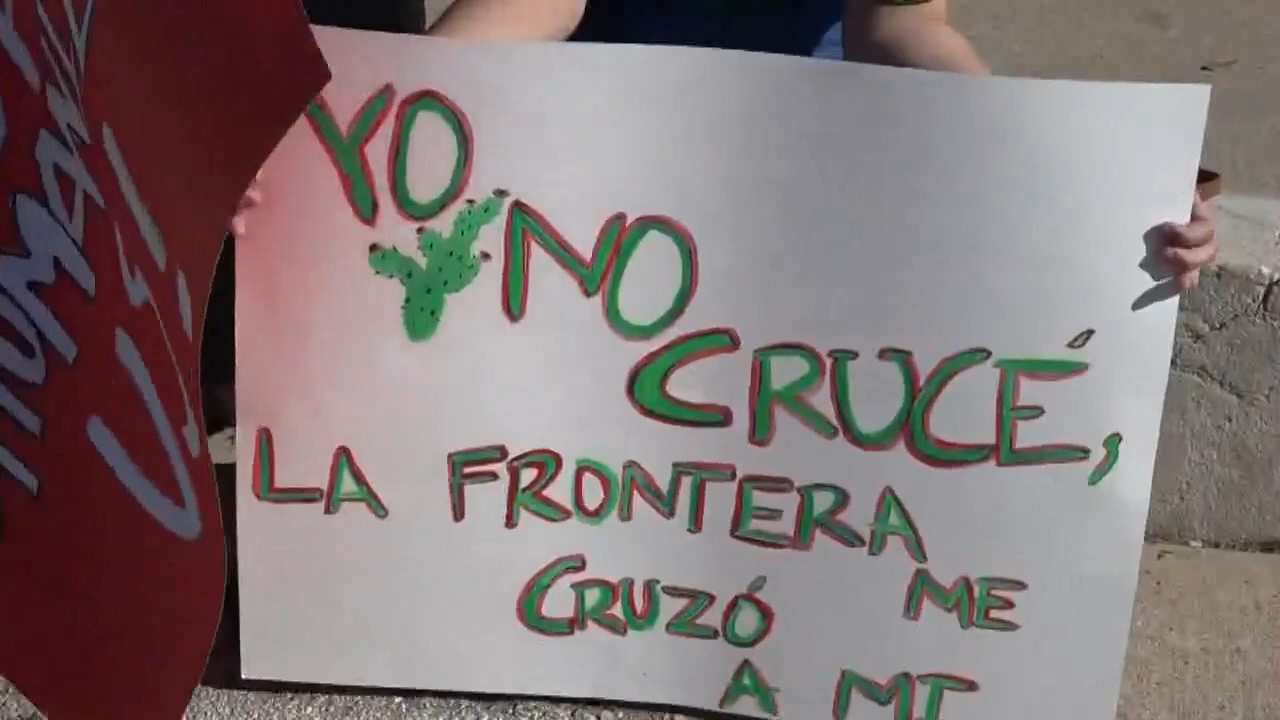 YO
NO
CRUCÉ,
LA FRONTERA
ME
CRUZÓ
A MI